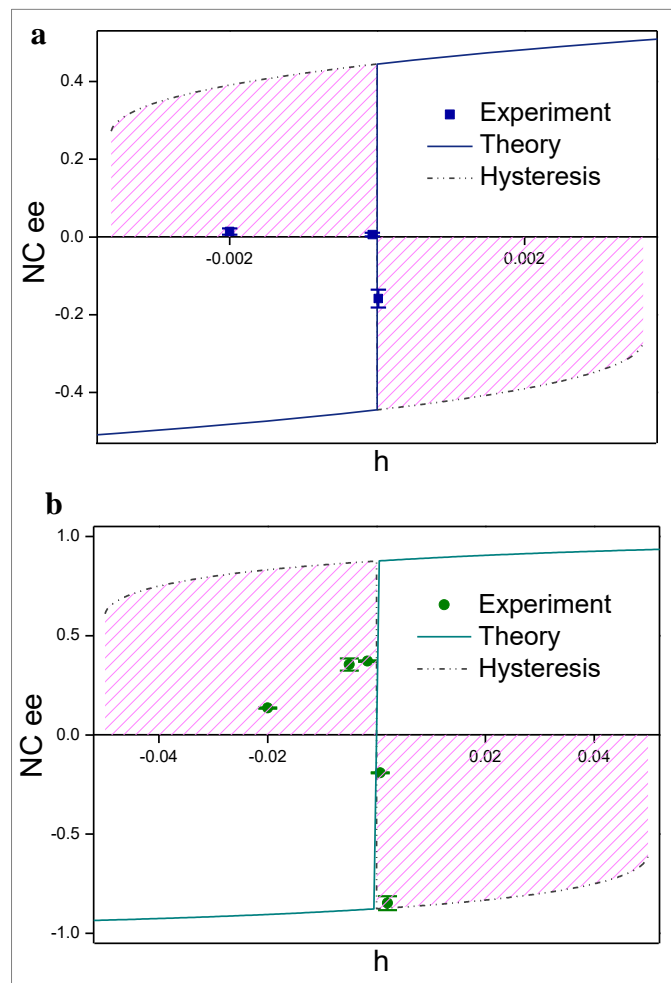 a
0.4
0.2
0.0
-0.2
-0.4
-0.002
0.002
NC ee
h
Experiment
Theory
Hysteresis
b
1.0
0.5
0.0
-0.5
-1.0
-0.04
-0.02
0.02
0.04
NC ee
h
Experiment
Theory
Hysteresis